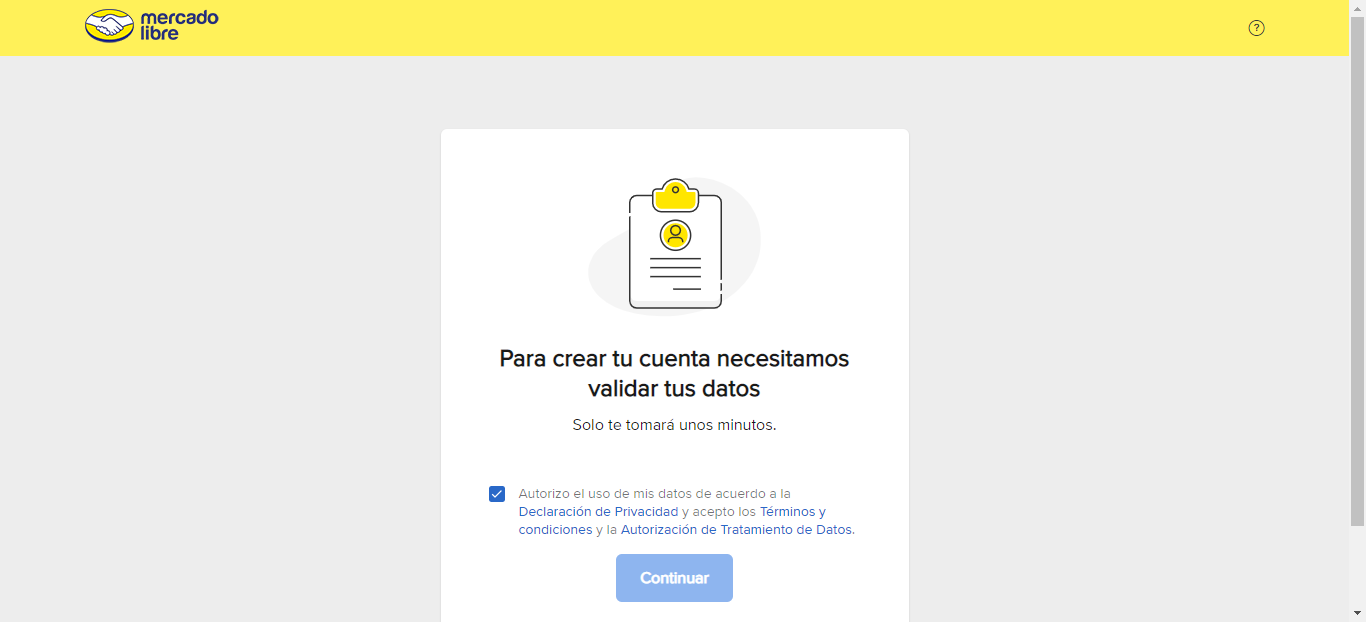 mercado
libre
?
Para crear tu cuenta necesitamos
validar tus datos
Solo te tomará unos minutos.
Autorizo el uso de mis datos de acuerdo a la
Declaración de Privacidad y acepto los Términos y
condiciones y la Autorización de Tratamiento de Datos.
Continuar